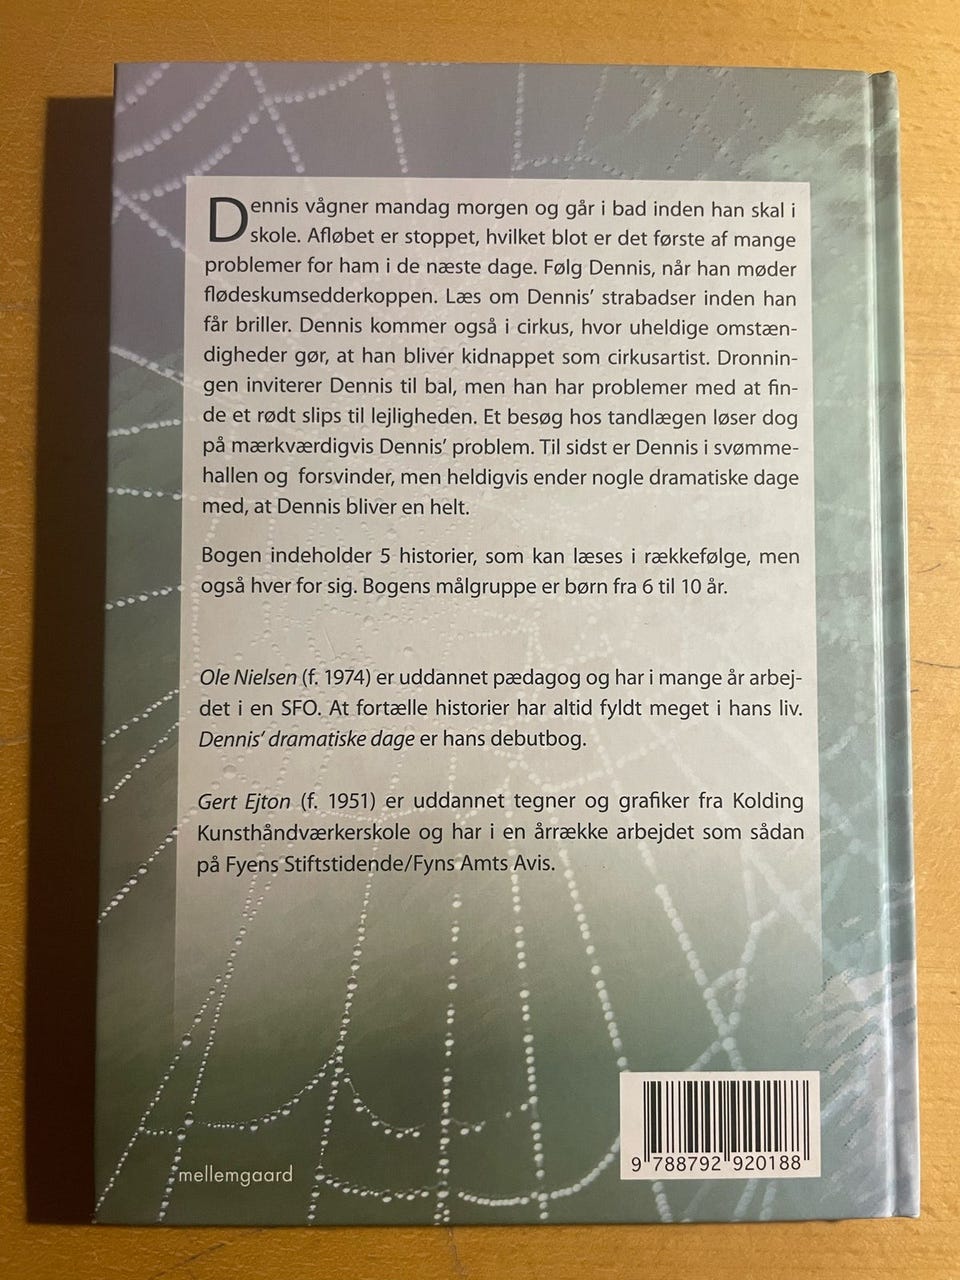 Dennis vågner mandag morgen og går i bad inden han skal i
skole. Afløbet er stoppet, hvilket blot er det første af mange
problemer for ham i de næste dage. Følg Dennis, når han møder
flødeskumsedderkoppen. Læs om Dennis’ strabadser inden han
får briller. Dennis kommer også i cirkus, hvor uheldige omstæn-
digheder gør, at han bliver kidnappet som cirkusartist. Dronnin-
gen inviterer Dennis til bal, men han har problemer med at fin-
de et rødt slips til lejligheden. Et besøg hos tandlægen løser dog
på mærkværdigvis Dennis’ problem. Til sidst er Dennis i svømme-
hallen og forsvinder, men heldigvis ender nogle dramatiske dage
med, at Dennis bliver en helt.
Bogen indeholder 5 historier, som kan læses i rækkefølge, men
også hver for sig. Bogens målgruppe er børn fra 6 til 10 år.
Ole Nielsen (f. 1974) er uddannet pædagog og har i mange år arbej-
det i en SFO. At fortælle historier har altid fyldt meget i hans liv.
Dennis’ dramatiske dage er hans debutbog.
Gert Ejton (f. 1951) er uddannet tegner og grafiker fra Kolding
Kunsthåndværkerskole og har i en årrække arbejdet som sådan
på Fyens Stiftstidende/Fyns Amts Avis.
mellemgaard
9 788792 920188